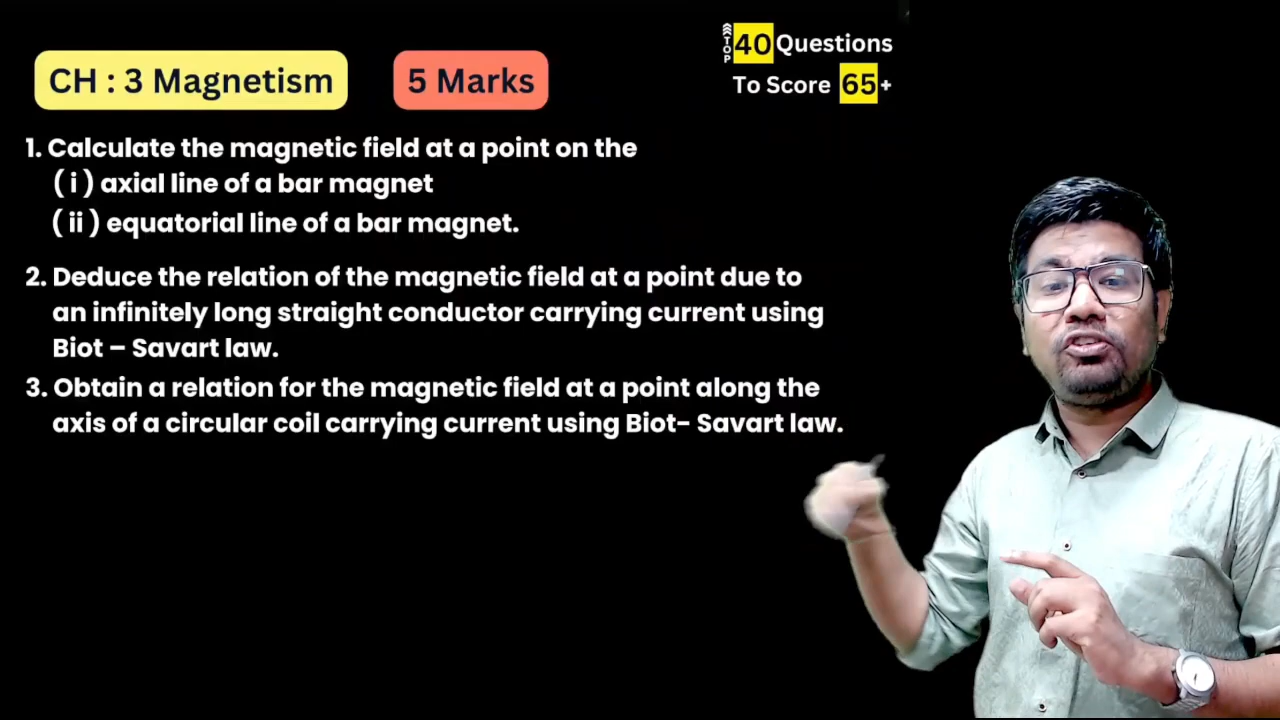 TOP 40 Questions
To Score 65+
CH : 3 Magnetism
5 Marks
1. Calculate the magnetic field at a point on the
( i ) axial line of a bar magnet
( ii ) equatorial line of a bar magnet.
2. Deduce the relation of the magnetic field at a point due to
an infinitely long straight conductor carrying current using
Biot – Savart law.
3. Obtain a relation for the magnetic field at a point along the
axis of a circular coil carrying current using Biot- Savart law.